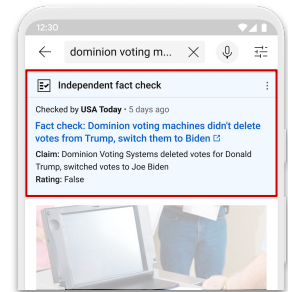 12:30
dominion voting m...
Independent fact check
Checked by USA Today • 5 days ago
Fact check: Dominion voting machines didn't delete
votes from Trump, switch them to Biden
Claim: Dominion Voting Systems deleted votes for Donald
Trump, switched votes to Joe Biden
Rating: False